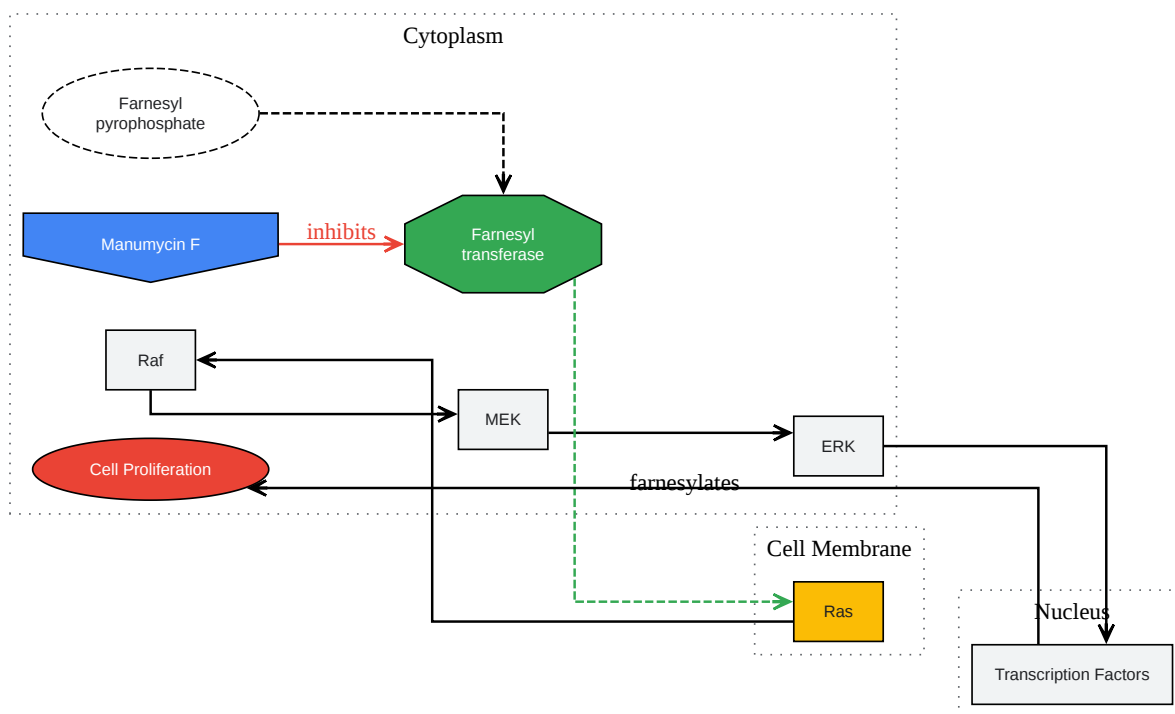 Cytoplasm
Farnesyl
pyrophosphate
Manumycin F
inhibits
Farnesyl
transferase
Raf
MEK
ERK
Cell Proliferation
farnesylates
Cell Membrane
Ras
Nucleus
Transcription Factors